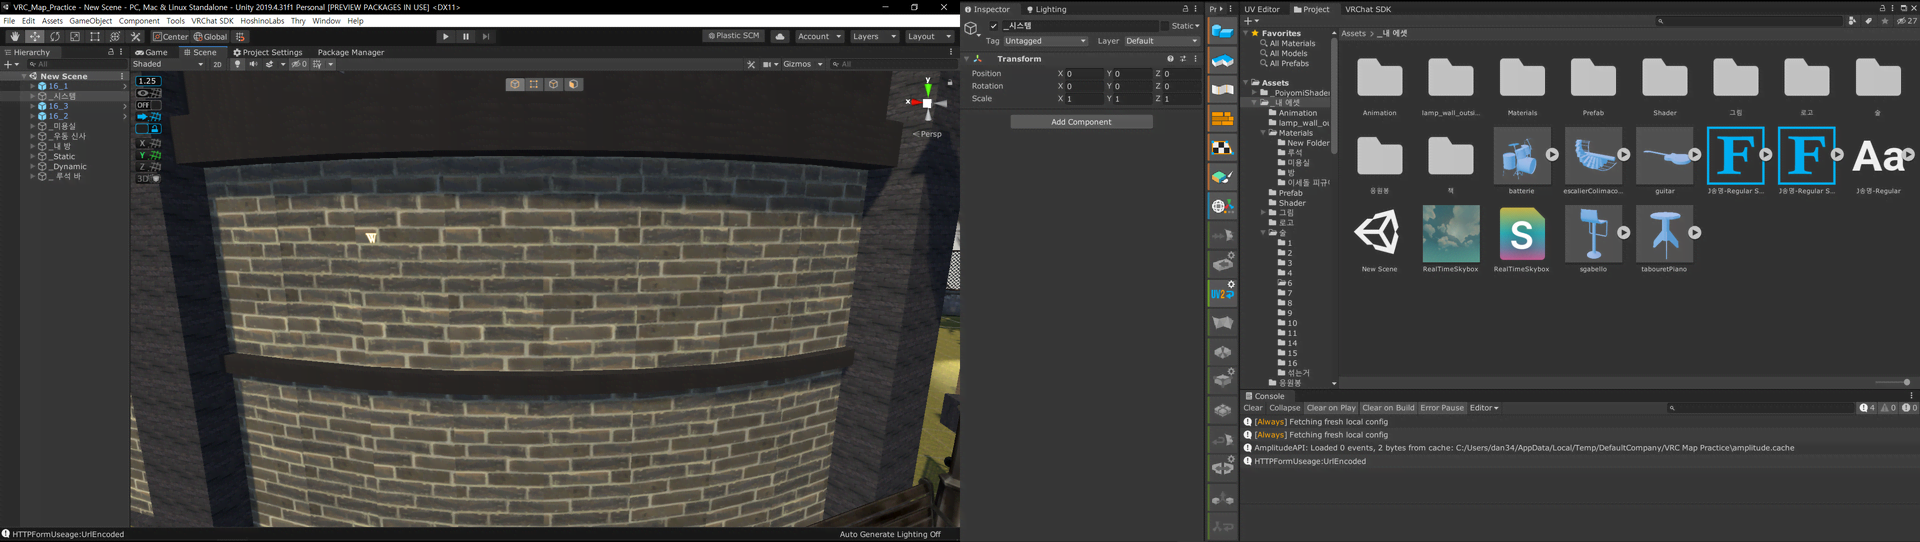 VRC_Map_Practice - New Scene - PC, Mac & Linux Standalone - Unity 2019.4.31f1 Personal [PREVIEW PACKAGES IN USE] <DX11>
File Edit Assets GameObject Component Tools VRChat SDK HoshinoLabs Thry Window Help
Center Global
Plastic SCM Account Layers Layout
Hierarchy
All
New Scene
16_1
_시스템
16_3
16_2
_미용실
_우동 신사
_내 방
_Static
_Dynamic
_ 루석 바
Game Scene Project Settings Package Manager
Shaded 2D 0 Gizmos All
1.25
OFF
X
Y
Z
3D
y
x
< Persp
HTTPFormUseage:UrlEncoded
Auto Generate Lighting Off
Inspector Lighting
_시스템 Static
Tag Untagged Layer Default
Transform
Position X 0 Y 0 Z 0
Rotation X 0 Y 0 Z 0
Scale X 1 Y 1 Z 1
Add Component
Pr
UV2
UV Editor Project VRChat SDK
27
Favorites
All Materials
All Models
All Prefabs
Assets
_PoiyomiShader
_내 에셋
Animation
lamp_wall_ou
Materials
New Folder
루석
미용실
방
이세돌 피규
Prefab
Shader
그림
로고
술
1
2
3
4
6
7
8
9
10
11
14
15
16
섞는거
응원봉
Assets > _내 에셋
Animation lamp_wall_outsi... Materials Prefab Shader 그림 로고 술
응원봉 책 batterie escalierColimaco... guitar J송명-Regular S... J송명-Regular S... J송명-Regular
F F Aa
S
New Scene RealTimeSkybox RealTimeSkybox sgabello tabouretPiano
Console
Clear Collapse Clear on Play Clear on Build Error Pause Editor 4 0 0
[Always] Fetching fresh local config
[Always] Fetching fresh local config
AmplitudeAPI: Loaded 0 events, 2 bytes from cache: C:/Users/dan34/AppData/Local/Temp/DefaultCompany/VRC Map Practice\amplitude.cache
HTTPFormUseage:UrlEncoded